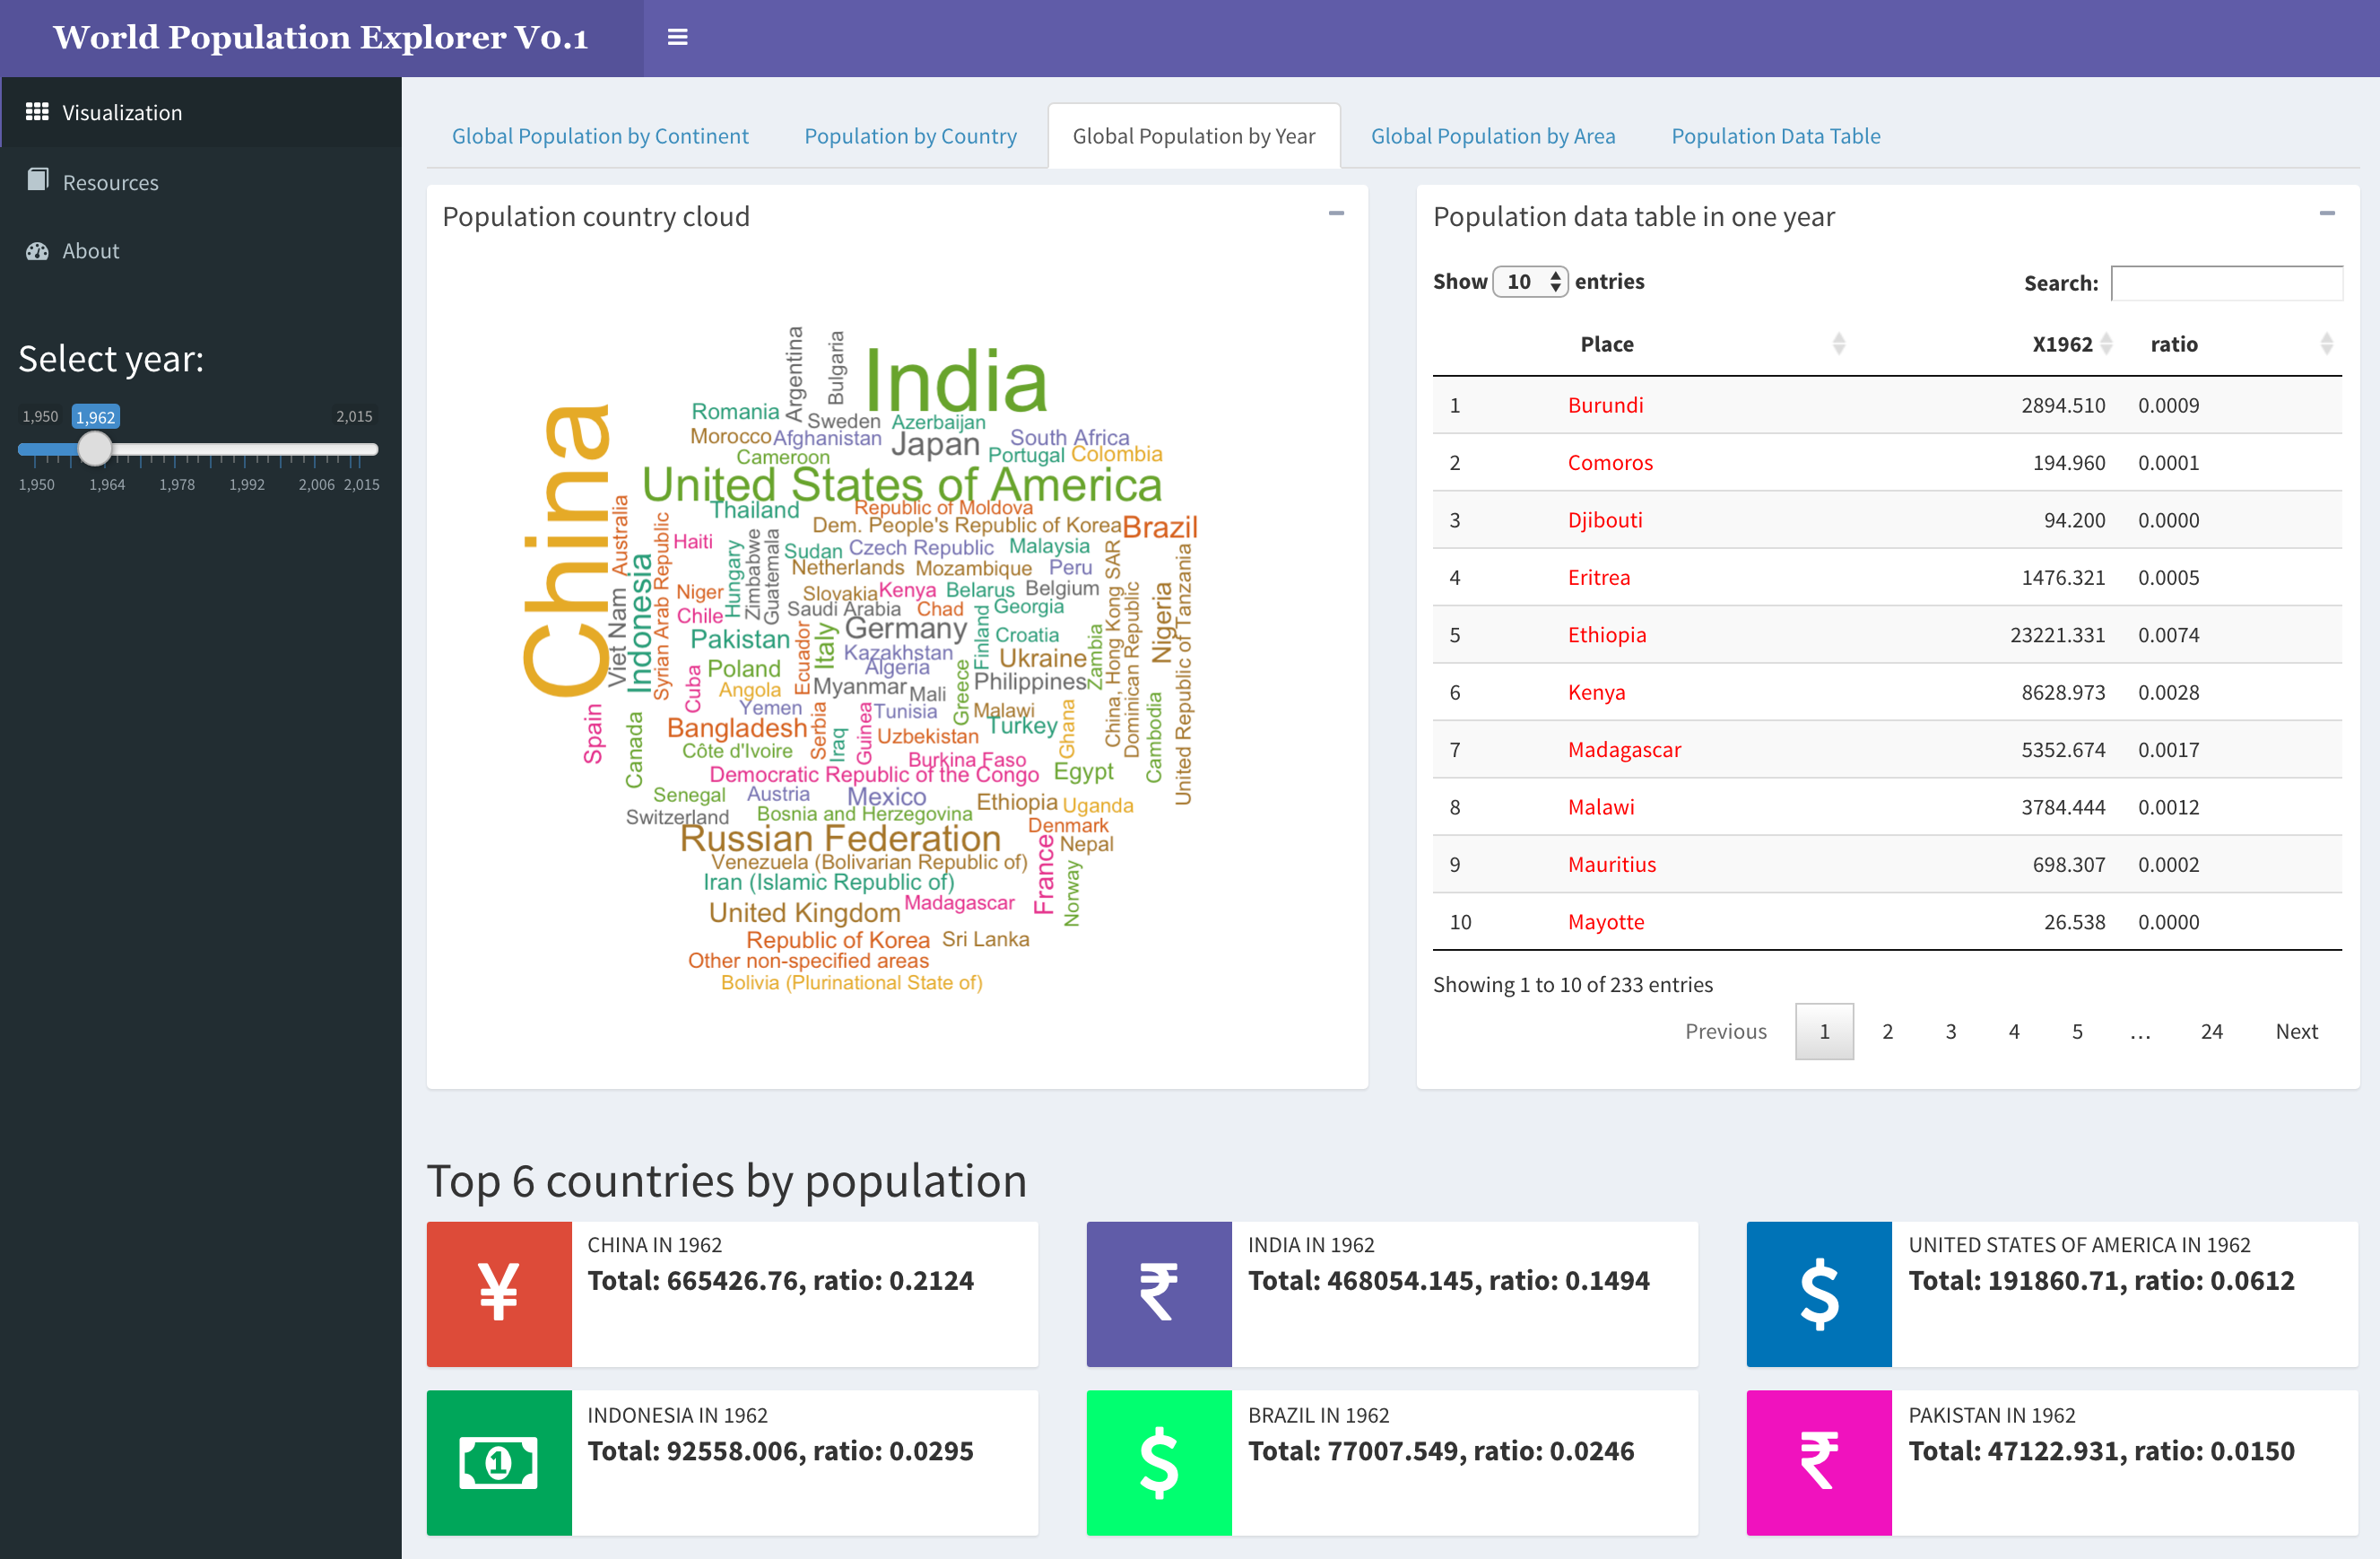 World Population Explorer V0.1
Visualization
Resources
About
Select year:
1,950 1,962 2,015
1,950 1,964 1,978 1,992 2,006 2,015
Global Population by Continent Population by Country Global Population by Year Global Population by Area Population Data Table
Population country cloud
Argentina
Bulgaria
India
Romania
Sweden
Azerbaijan
Morocco
Afghanistan
Japan
South Africa
Cameroon
Portugal
Colombia
China
United States of America
Australia
Thailand
Republic of Moldova
Dem. People's Republic of Korea
Brazil
Syrian Arab Republic
Haiti
Hungary
Zimbabwe
Guatemala
Sudan
Czech Republic
Malaysia
Netherlands
Mozambique
Peru
China, Hong Kong SAR
Indonesia
Viet Nam
Niger
Slovakia
Kenya
Belarus
Belgium
Chile
Saudi Arabia
Chad
Finland
Georgia
Dominican Republic
Nigeria
United Republic of Tanzania
Pakistan
Ecuador
Italy
Germany
Croatia
Zambia
Kazakhstan
Algeria
Ukraine
Poland
Cuba
Angola
Myanmar
Mali
Greece
Philippines
Spain
Canada
Yemen
Serbia
Iraq
Guinea
Tunisia
Malawi
Ghana
Cambodia
Bangladesh
Uzbekistan
Turkey
Côte d'Ivoire
Burkina Faso
Democratic Republic of the Congo
Egypt
Senegal
Austria
Mexico
Ethiopia
Uganda
Switzerland
Bosnia and Herzegovina
Denmark
Russian Federation
France
Nepal
Venezuela (Bolivarian Republic of)
Norway
Iran (Islamic Republic of)
United Kingdom
Madagascar
Republic of Korea
Sri Lanka
Other non-specified areas
Bolivia (Plurinational State of)
Population data table in one year
Show 10 entries Search:
Place X1962 ratio
1 Burundi 2894.510 0.0009
2 Comoros 194.960 0.0001
3 Djibouti 94.200 0.0000
4 Eritrea 1476.321 0.0005
5 Ethiopia 23221.331 0.0074
6 Kenya 8628.973 0.0028
7 Madagascar 5352.674 0.0017
8 Malawi 3784.444 0.0012
9 Mauritius 698.307 0.0002
10 Mayotte 26.538 0.0000
Showing 1 to 10 of 233 entries
Previous 1 2 3 4 5 … 24 Next
Top 6 countries by population
¥
CHINA IN 1962
Total: 665426.76, ratio: 0.2124
₹
INDIA IN 1962
Total: 468054.145, ratio: 0.1494
$
UNITED STATES OF AMERICA IN 1962
Total: 191860.71, ratio: 0.0612
1
INDONESIA IN 1962
Total: 92558.006, ratio: 0.0295
$
BRAZIL IN 1962
Total: 77007.549, ratio: 0.0246
₹
PAKISTAN IN 1962
Total: 47122.931, ratio: 0.0150